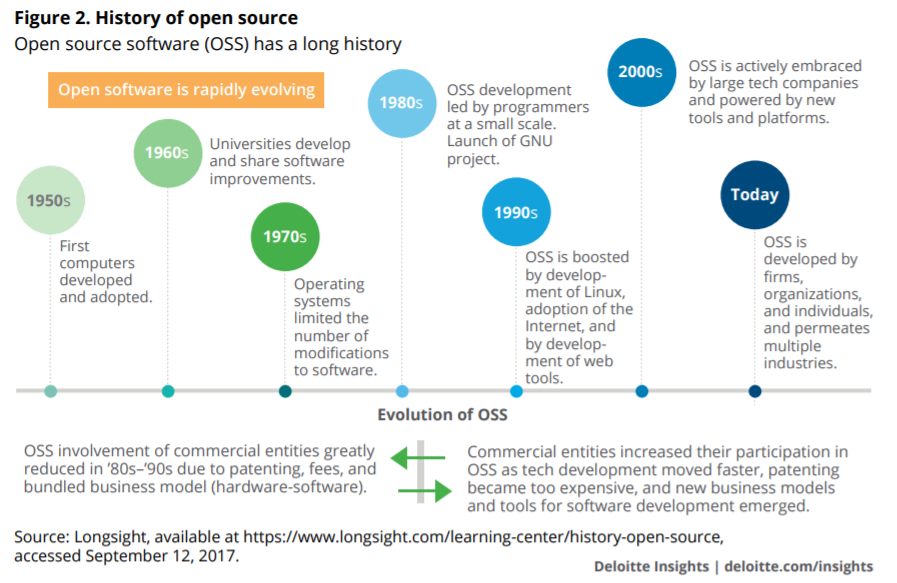 Figure 2. History of open source
Open source software (OSS) has a long history
Open software is rapidly evolving
1950s
First
computers
developed
and adopted.
1960s
Universities develop
and share software
improvements.
1970s
Operating
systems
limited the
number of
modifications
to software.
1980s
OSS development
led by programmers
at a small scale.
Launch of GNU
project.
1990s
OSS is boosted
by develop-
ment of Linux,
adoption of the
Internet, and
by develop-
ment of web
tools.
2000s
OSS is actively embraced
by large tech companies
and powered by new
tools and platforms.
Today
OSS is
developed by
firms,
organizations,
and individuals,
and permeates
multiple
industries.
Evolution of OSS
OSS involvement of commercial entities greatly
reduced in ’80s–’90s due to patenting, fees, and
bundled business model (hardware-software).
Commercial entities increased their participation in
OSS as tech development moved faster, patenting
became too expensive, and new business models
and tools for software development emerged.
Source: Longsight, available at https://www.longsight.com/learning-center/history-open-source,
accessed September 12, 2017.
Deloitte Insights | deloitte.com/insights